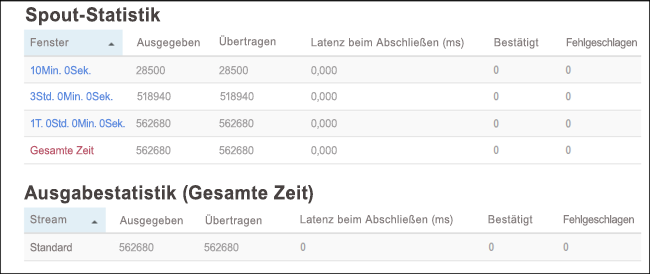 Spout-Statistik
Fenster Ausgegeben Übertragen Latenz beim Abschließen (ms) Bestätigt Fehlgeschlagen
10Min. 0Sek. 28500 28500 0,000 0 0
3Std. 0Min. 0Sek. 518940 518940 0,000 0 0
1T. 0Std. 0Min. 0Sek. 562680 562680 0,000 0 0
Gesamte Zeit 562680 562680 0,000 0 0
Ausgabestatistik (Gesamte Zeit)
Stream Ausgegeben Übertragen Latenz beim Abschließen (ms) Bestätigt Fehlgeschlagen
Standard 562680 562680 0 0 0